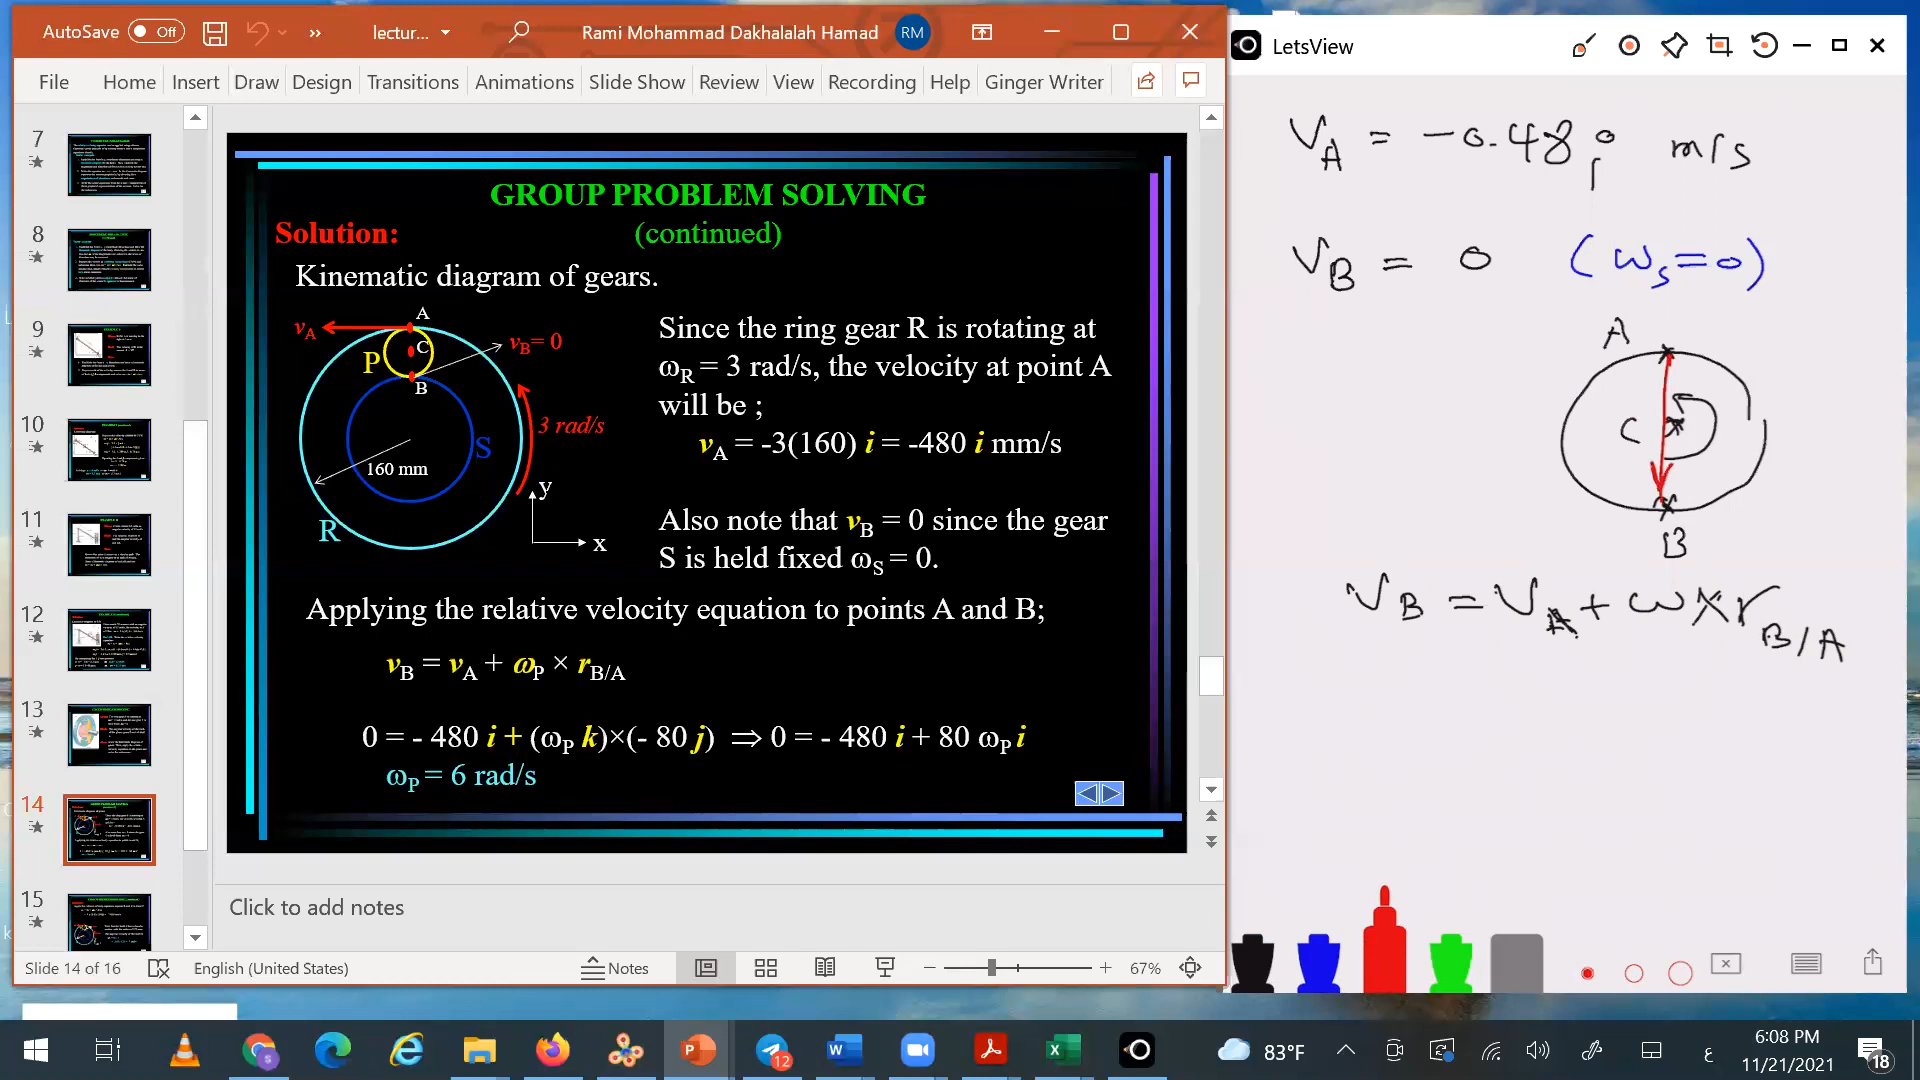 AutoSave Off lectur... Rami Mohammad Dakhalalah Hamad RM
File Home Insert Draw Design Transitions Animations Slide Show Review View Recording Help Ginger Writer
7
8
9
10
11
12
13
14
15
GROUP PROBLEM SOLVING
(continued)
Solution:
Kinematic diagram of gears.
vA
A
C
P
B
vB= 0
3 rad/s
S
160 mm
R
y
x
Since the ring gear R is rotating at
ωR = 3 rad/s, the velocity at point A
will be ;
vA = -3(160) i = -480 i mm/s
Also note that vB = 0 since the gear
S is held fixed ωS = 0.
Applying the relative velocity equation to points A and B;
vB = vA + ωP × rB/A
0 = - 480 i + (ωP k)×(- 80 j) ⇒ 0 = - 480 i + 80 ωP i
ωP = 6 rad/s
Click to add notes
Slide 14 of 16 English (United States) Notes 67%
LetsView
VA = -0.48 i m/s
VB = 0 (ωs=0)
A
C
B
VB = VA + ω×rB/A
12
83°F
ع
6:08 PM
11/21/2021
18